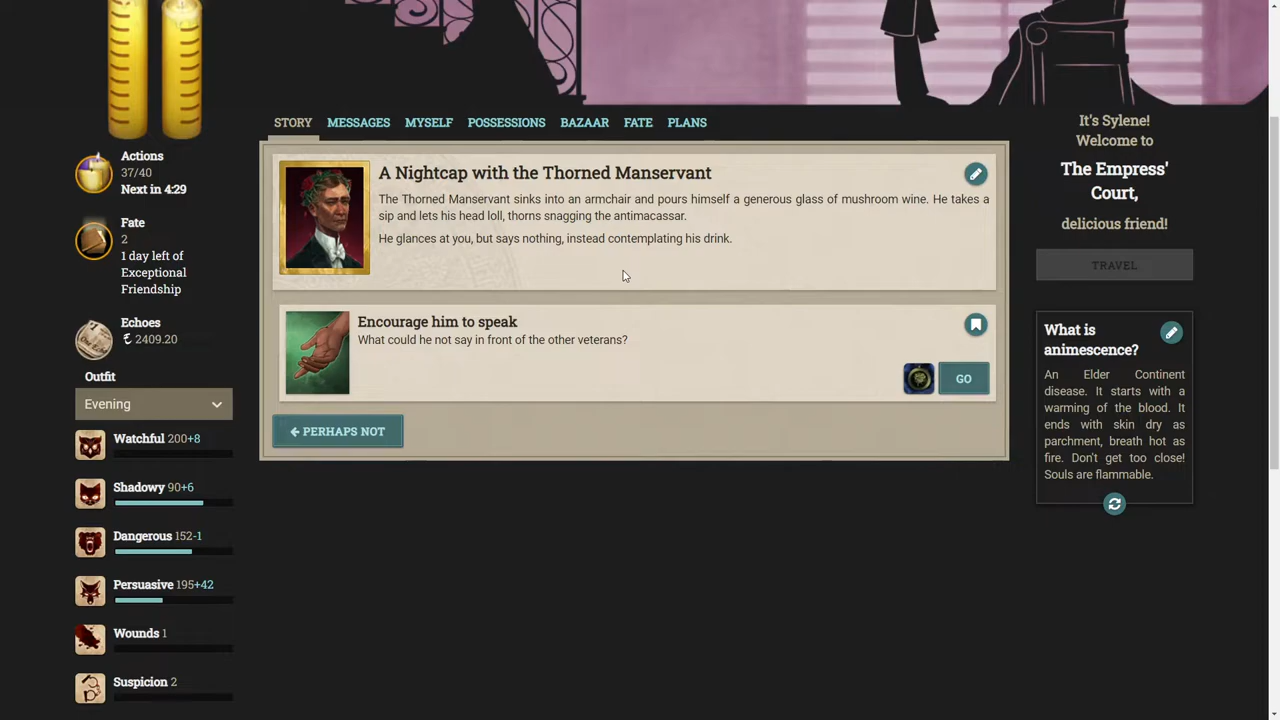 STORY MESSAGES MYSELF POSSESSIONS BAZAAR FATE PLANS
Actions
37/40
Next in 4:29
Fate
2
1 day left of
Exceptional
Friendship
Echoes
2409.20
Outfit
Evening
Watchful 200+8
Shadowy 90+6
Dangerous 152-1
Persuasive 195+42
Wounds 1
Suspicion 2
A Nightcap with the Thorned Manservant
The Thorned Manservant sinks into an armchair and pours himself a generous glass of mushroom wine. He takes a
sip and lets his head loll, thorns snagging the antimacassar.
He glances at you, but says nothing, instead contemplating his drink.
Encourage him to speak
What could he not say in front of the other veterans?
GO
PERHAPS NOT
It's Sylene!
Welcome to
The Empress'
Court,
delicious friend!
TRAVEL
What is
animescence?
An Elder Continent
disease. It starts with a
warming of the blood. It
ends with skin dry as
parchment, breath hot as
fire. Don't get too close!
Souls are flammable.